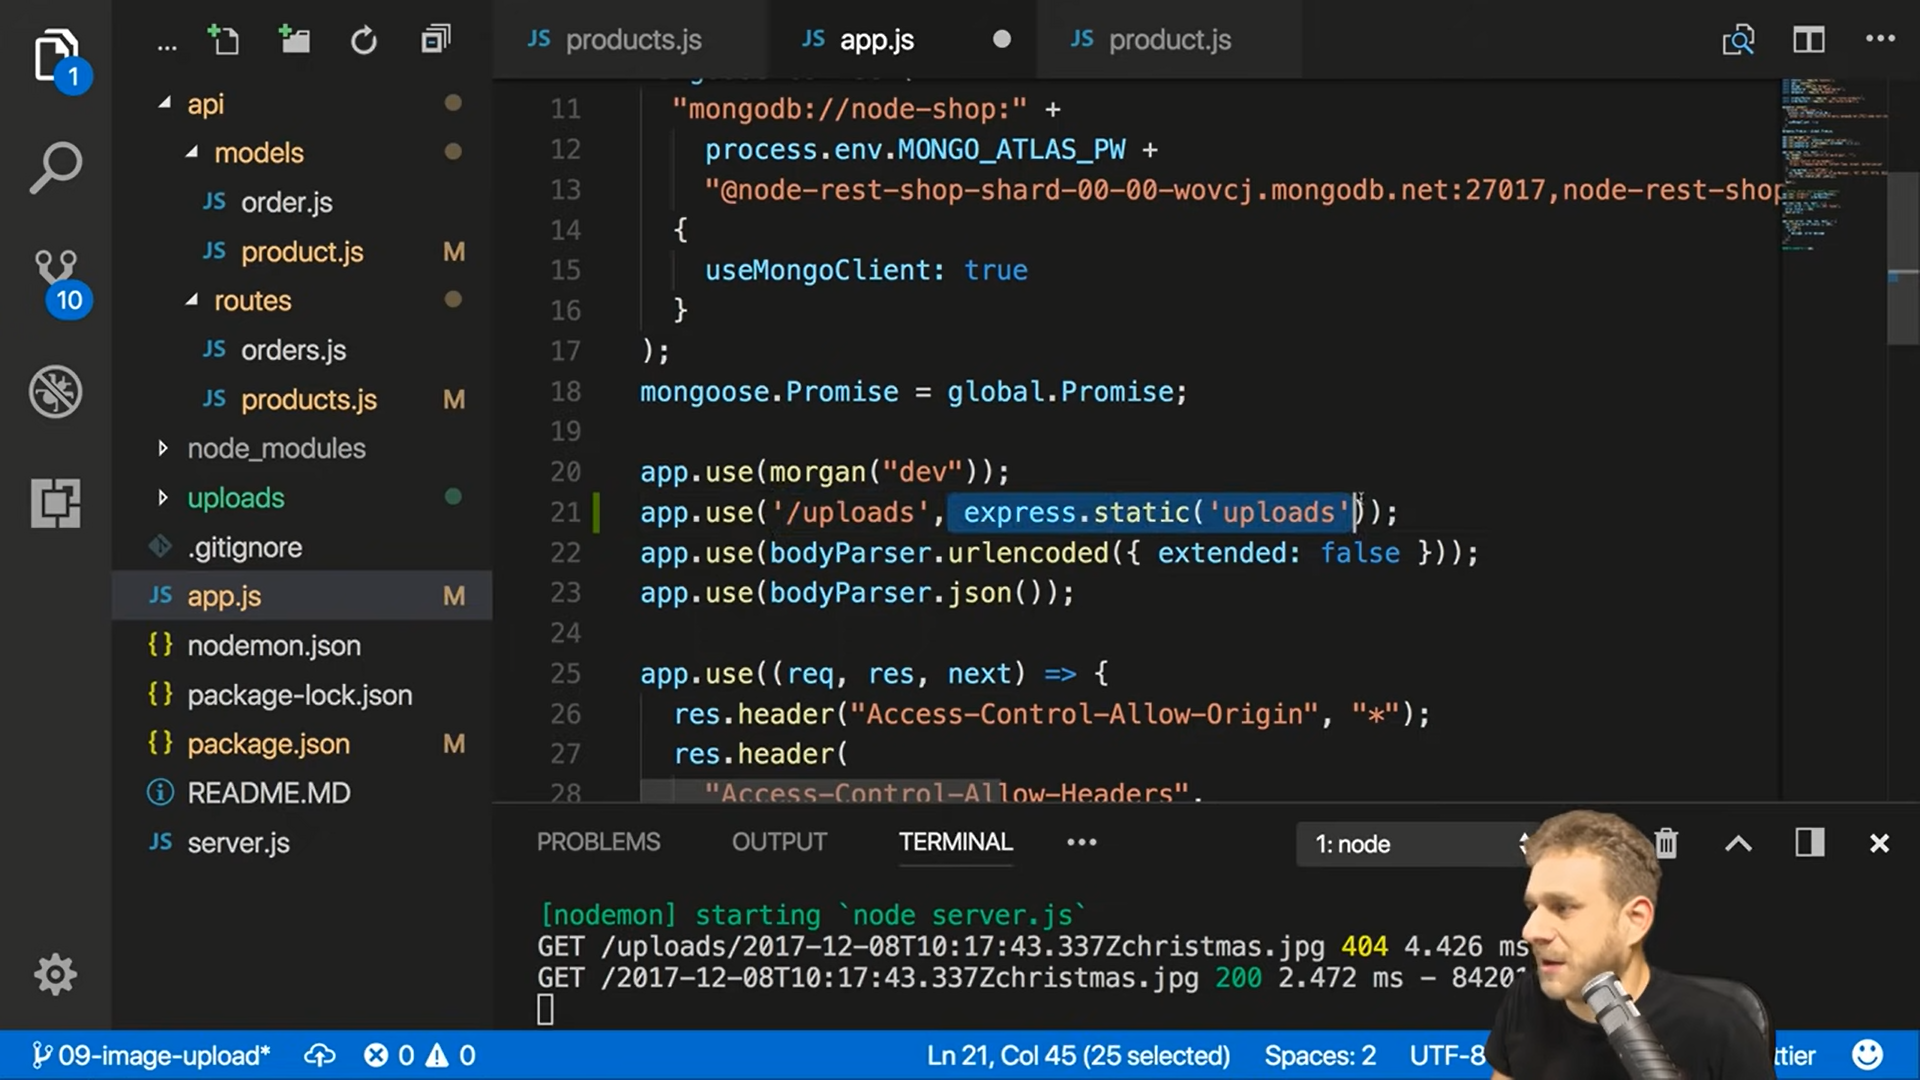 1
10
...
api
models
JS order.js
JS product.js M
routes
JS orders.js
JS products.js M
node_modules
uploads
.gitignore
JS app.js M
{} nodemon.json
{} package-lock.json
{} package.json M
README.MD
JS server.js
JS products.js
JS app.js
JS product.js
11 "mongodb://node-shop:" +
12 process.env.MONGO_ATLAS_PW +
13 "@node-rest-shop-shard-00-00-wovcj.mongodb.net:27017,node-rest-shop
14 {
15 useMongoClient: true
16 }
17 );
18 mongoose.Promise = global.Promise;
19
20 app.use(morgan("dev"));
21 app.use('/uploads', express.static('uploads'));
22 app.use(bodyParser.urlencoded({ extended: false }));
23 app.use(bodyParser.json());
24
25 app.use((req, res, next) => {
26 res.header("Access-Control-Allow-Origin", "*");
27 res.header(
28 "Access-Control-Allow-Headers",
PROBLEMS OUTPUT TERMINAL ... 1: node
[nodemon] starting `node server.js`
GET /uploads/2017-12-08T10:17:43.337Zchristmas.jpg 404 4.426 ms
GET /2017-12-08T10:17:43.337Zchristmas.jpg 200 2.472 ms - 84201
09-image-upload* 0 0 Ln 21, Col 45 (25 selected) Spaces: 2 UTF-8 ttier